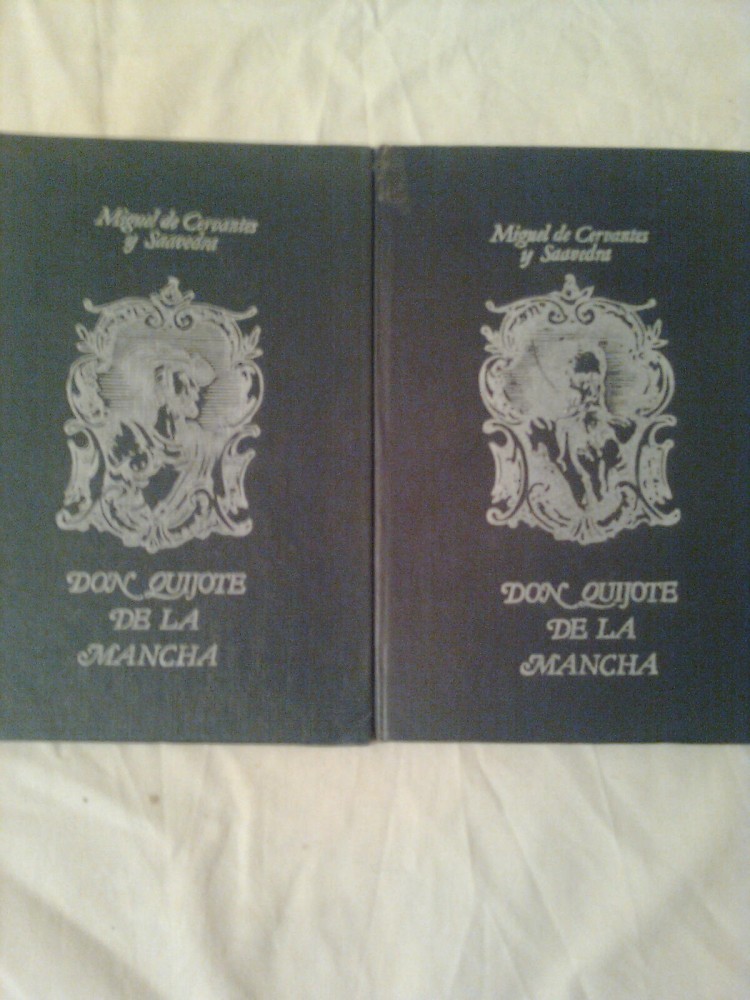 Miguel de Cervantes
y Saavedra
DON QUIJOTE
DE LA
MANCHA
Miguel de Cervantes
y Saavedra
DON QUIJOTE
DE LA
MANCHA